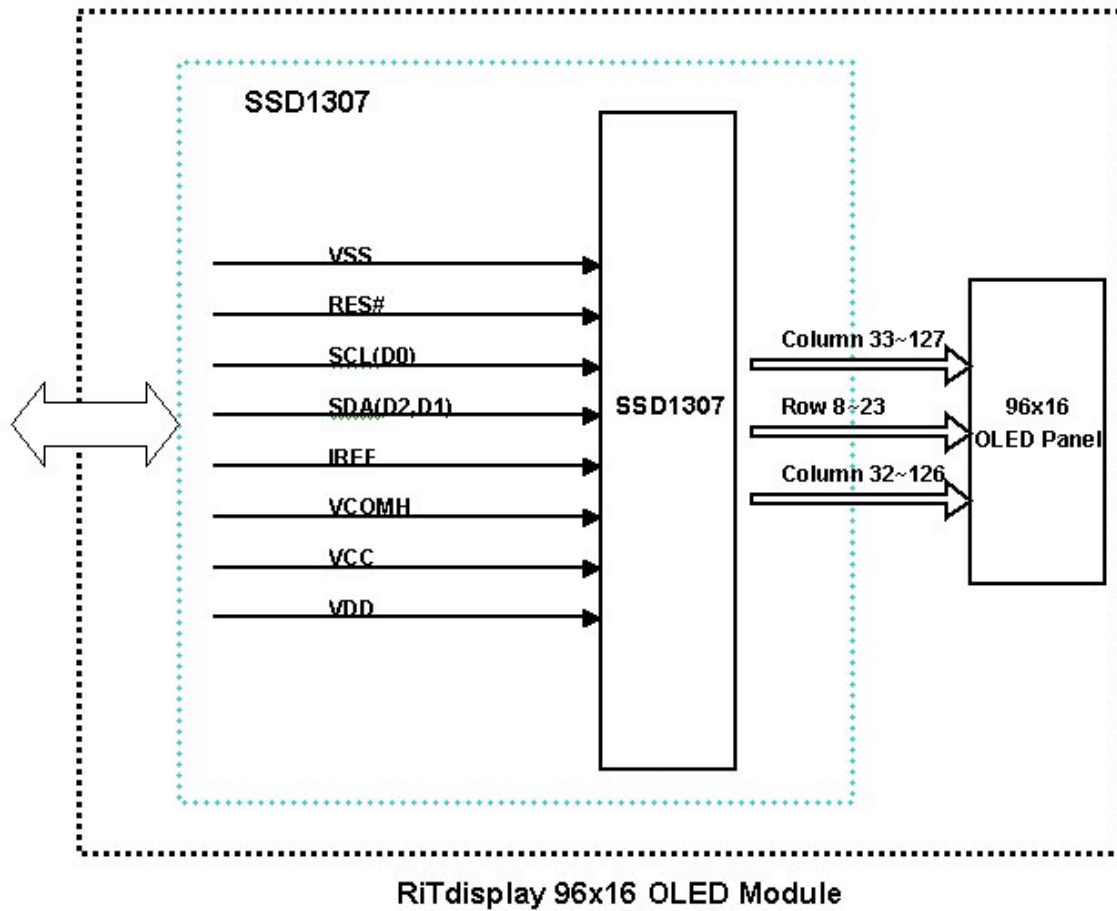 SSD1307
VSS
RES#
SCL(D0)
SDA(D2,D1)
IREF
VCOMH
VCC
VDD
SSD1307
Column 33~127
Row 8~23
Column 32~126
96x16
OLED Panel
RiTdisplay 96x16 OLED Module